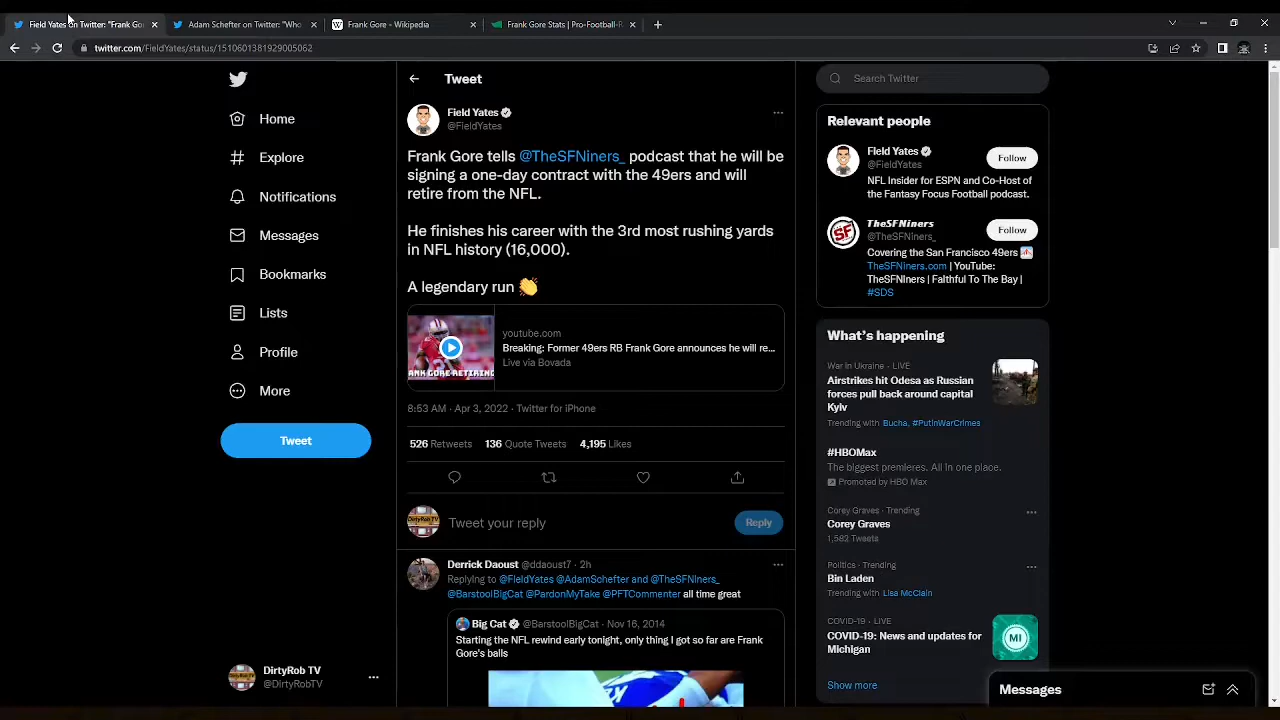 Field Yates on Twitter: "Frank Go
Adam Schefter on Twitter: "Who
Frank Gore - Wikipedia
Frank Gore Stats | Pro-Football-R
twitter.com/FieldYates/status/1510601381929005062
Home
Explore
Notifications
Messages
Bookmarks
Lists
Profile
More
Tweet
DirtyRob TV
@DirtyRobTV
Tweet
Field Yates
@FieldYates
Frank Gore tells @TheSFNiners_ podcast that he will be
signing a one-day contract with the 49ers and will
retire from the NFL.
He finishes his career with the 3rd most rushing yards
in NFL history (16,000).
A legendary run 👏
ANK GORE RETIRING
youtube.com
Breaking: Former 49ers RB Frank Gore announces he will re...
Live via Bovada
8:53 AM · Apr 3, 2022 · Twitter for iPhone
526 Retweets 136 Quote Tweets 4,195 Likes
Tweet your reply
Reply
Derrick Daoust @ddaoust7 · 2h
Replying to @FieldYates @AdamSchefter and @TheSFNiners_
@BarstoolBigCat @PardonMyTake @PFTCommenter all time great
Big Cat @BarstoolBigCat · Nov 16, 2014
Starting the NFL rewind early tonight, only thing I got so far are Frank
Gore's balls
Search Twitter
Relevant people
Field Yates
@FieldYates
Follow
NFL Insider for ESPN and Co-Host of
the Fantasy Focus Football podcast.
TheSFNiners
@TheSFNiners_
Follow
Covering the San Francisco 49ers
TheSFNiners.com | YouTube:
TheSFNIners | Faithful To The Bay |
#SDS
What's happening
War in Ukraine · LIVE
Airstrikes hit Odesa as Russian
forces pull back around capital
Kyiv
Trending with Bucha, #PutinWarCrimes
#HBOMax
The biggest premieres. All in one place.
Promoted by HBO Max
Corey Graves · Trending
Corey Graves
1,582 Tweets
Politics · Trending
Bin Laden
Trending with Lisa McClain
COVID-19 · LIVE
COVID-19: News and updates for
Michigan
MI
Show more
Messages